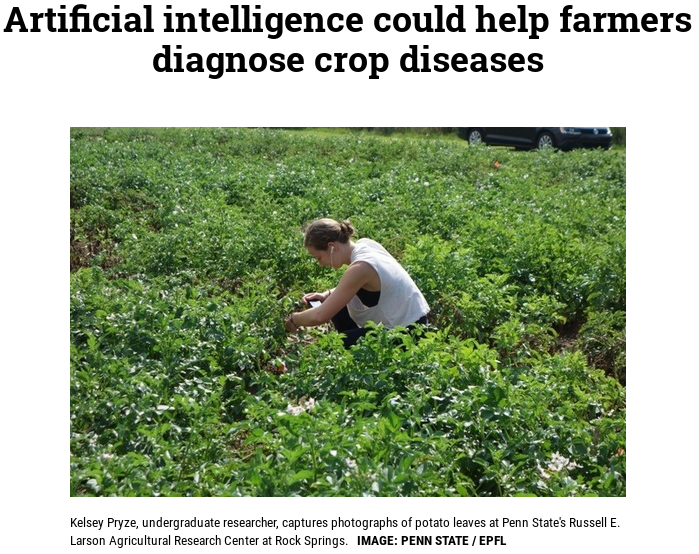 Artificial intelligence could help farmers
diagnose crop diseases
Kelsey Pryze, undergraduate researcher, captures photographs of potato leaves at Penn State's Russell E.
Larson Agricultural Research Center at Rock Springs. IMAGE: PENN STATE / EPFL